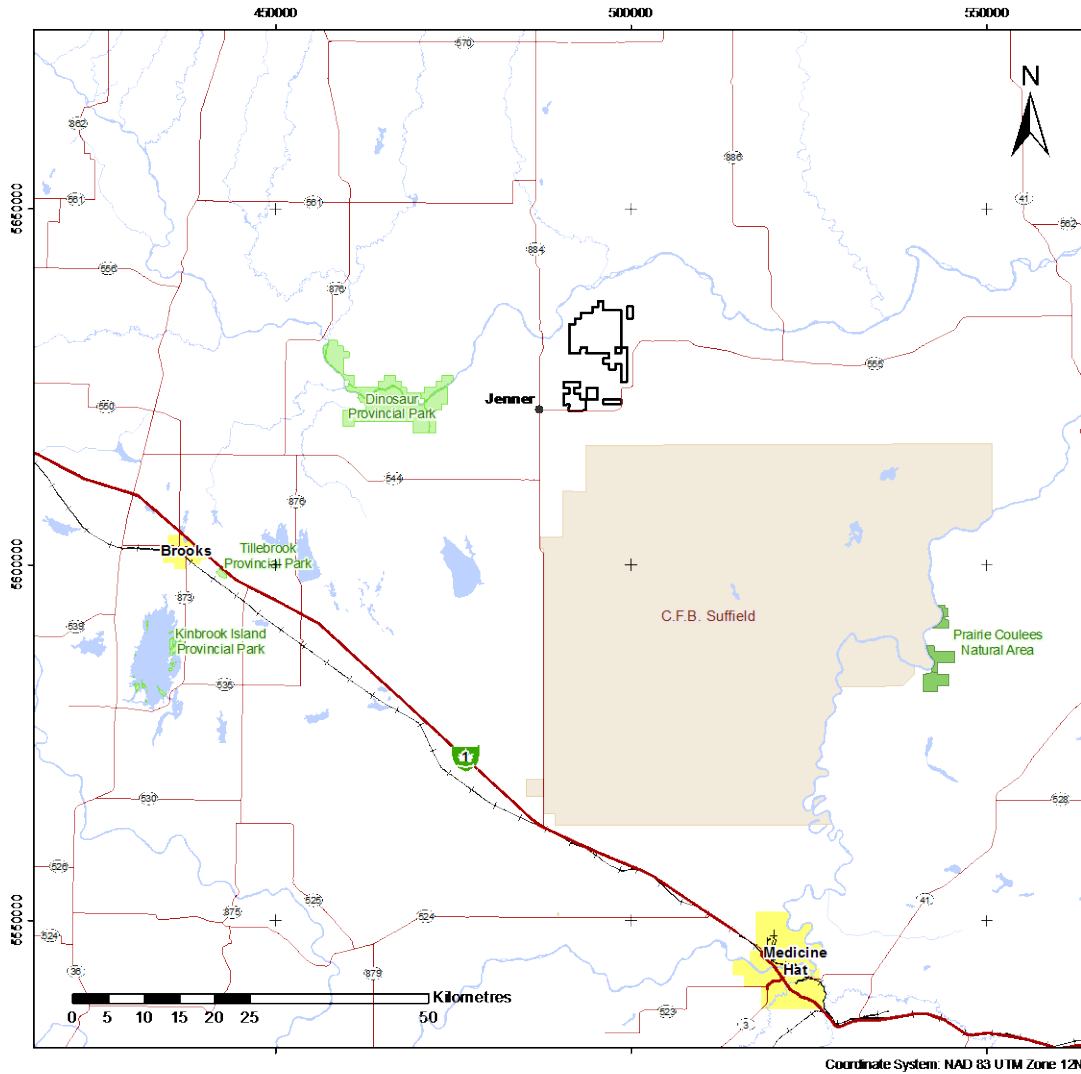 450000
500000
550000
570
N
862
886
561
561
41
562
5650000
884
556
876
555
Jenner
Dinosaur
Provincial Park
550
544
876
Brooks
Tillebrook
Provincial Park
5600000
873
C.F.B. Suffield
539
Kinbrook Island
Provincial Park
Prairie Coulees
Natural Area
535
1
530
528
526
525
41
875
524
5550000
524
Medicine
Hat
36
879
Kilometres
0 5 10 15 20 25 50
523
3
Coordinate System: NAD 83 UTM Zone 12N